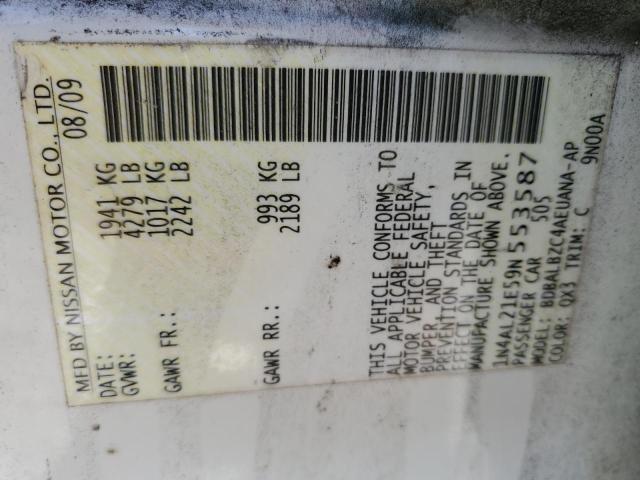 MFD BY NISSAN MOTOR CO., LTD.
DATE: 08/09
GVWR: 1941 KG
4279 LB
GAWR FR.: 1017 KG
2242 LB
GAWR RR.: 993 KG
2189 LB
THIS VEHICLE CONFORMS TO
ALL APPLICABLE FEDERAL
MOTOR VEHICLE SAFETY,
BUMPER, AND THEFT
PREVENTION STANDARDS IN
EFFECT ON THE DATE OF
MANUFACTURE SHOWN ABOVE.
1N4AL21E59N553587
PASSENGER CAR 505
MODEL: BDBALBZC4AEUANA-AP
COLOR: QX3 TRIM: C 9N00A